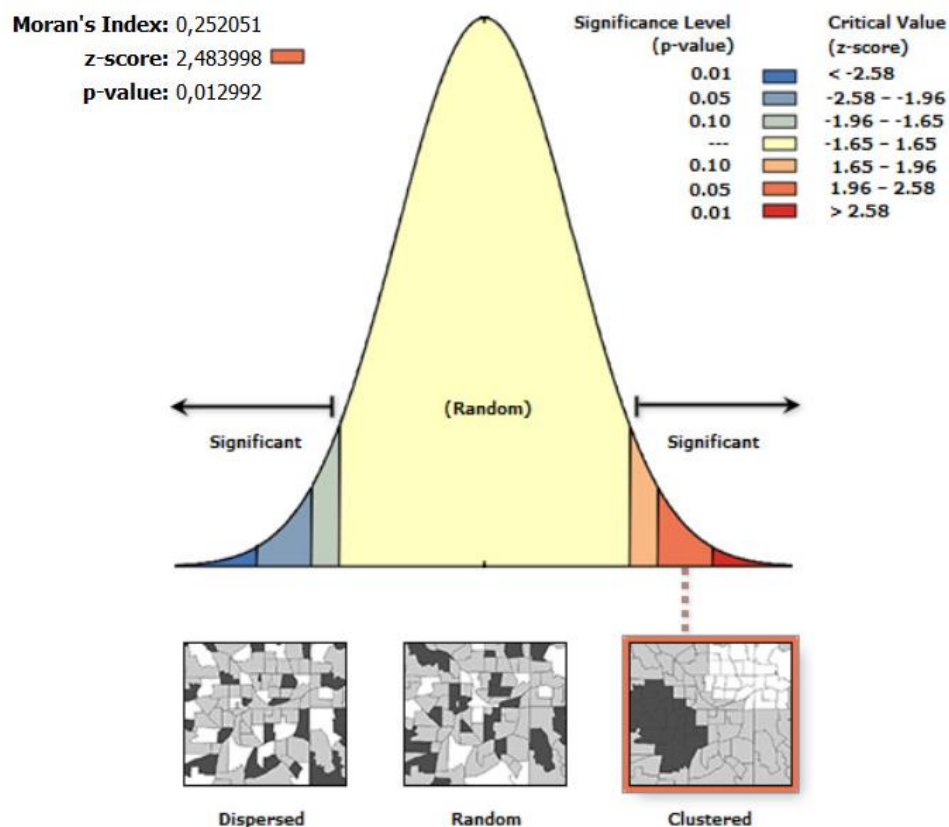 Moran's Index: 0,252051
z-score: 2,483998
p-value: 0,012992
Significance Level
(p-value)
Critical Value
(z-score)
0.01 < -2.58
0.05 -2.58 – -1.96
0.10 -1.96 – -1.65
--- -1.65 – 1.65
0.10 1.65 – 1.96
0.05 1.96 – 2.58
0.01 > 2.58
(Random)
Significant
Significant
Dispersed
Random
Clustered